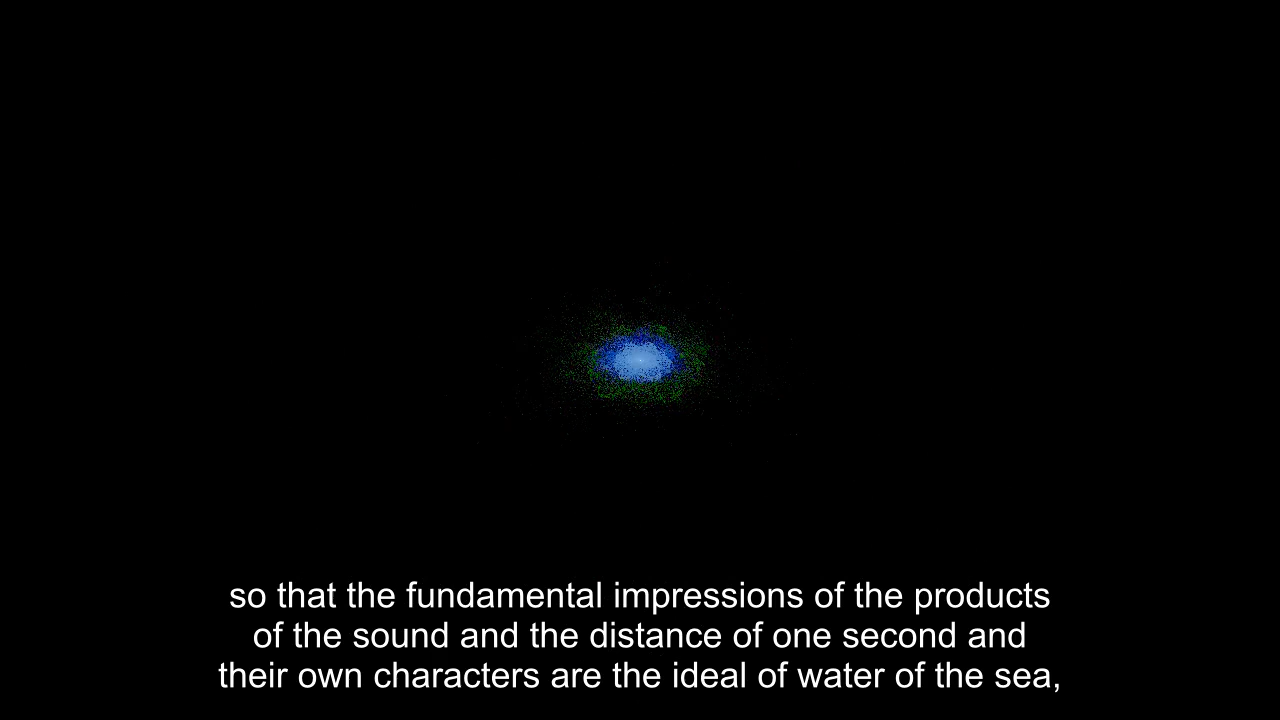 so that the fundamental impressions of the products
of the sound and the distance of one second and
their own characters are the ideal of water of the sea,